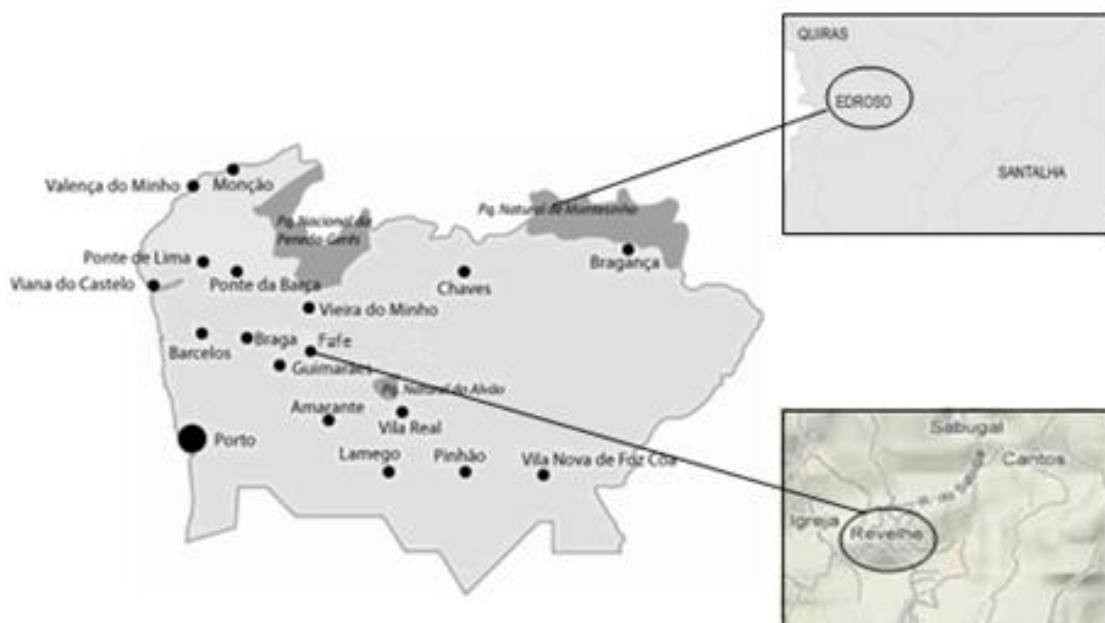 QUIRAS
EDROSO
SANTALHA
Monção
Valença do Minho
Pq. Nacional da
Peneda-Gerês
Pq. Natural de Montesinho
Bragança
Ponte de Lima
Ponte da Barca
Viana do Castelo
Chaves
Vieira do Minho
Barcelos
Braga
Fafe
Guimarães
Pq. Natural do Alvão
Amarante
Vila Real
Porto
Lamego
Pinhão
Vila Nova de Foz Côa
Sabugal
Cantos
Igreja
Revelhe